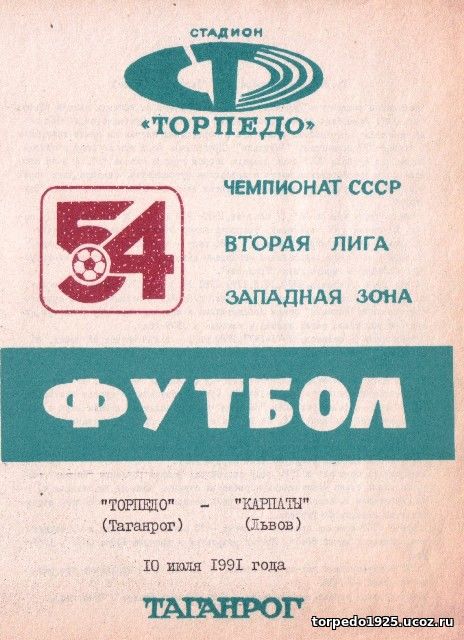 СТАДИОН
«ТОРПЕДО»
54
ЧЕМПИОНАТ СССР
ВТОРАЯ ЛИГА
ЗАПАДНАЯ ЗОНА
ФУТБОЛ
"ТОРПЕДО" - "КАРПАТЫ"
(Таганрог) (Львов)
10 июля 1991 года
ТАГАНРОГ
torpedo1925.ucoz.ru